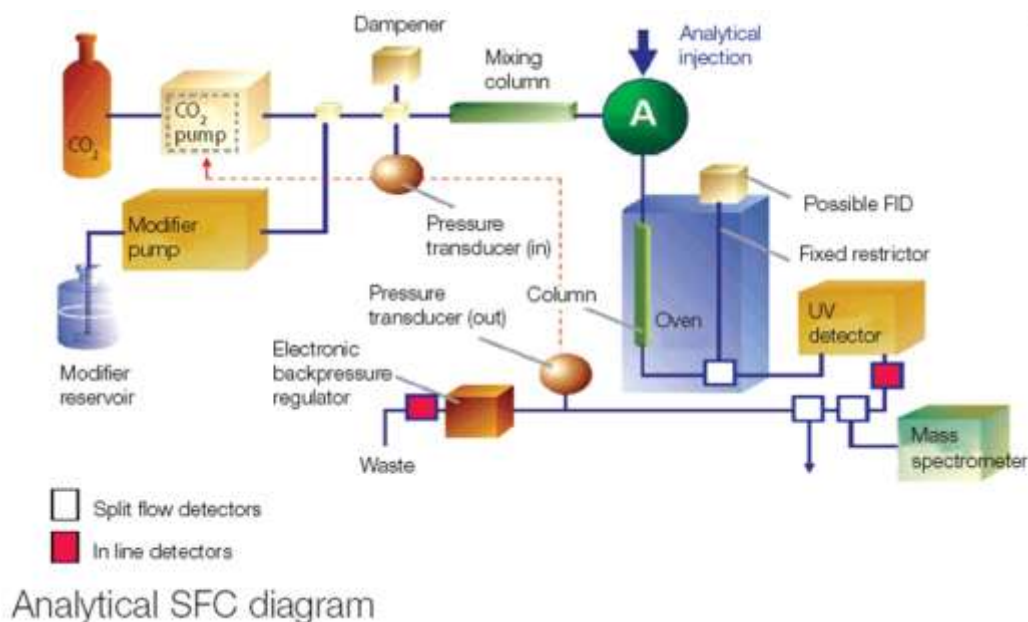 Dampener
Analytical
injection
Mixing
column
CO2
pump
CO2
A
Possible FID
Modifier
pump
Pressure
transducer (in)
Fixed restrictor
Pressure
transducer (out)
Column
Oven
UV
detector
Electronic
backpressure
regulator
Modifier
reservoir
Waste
Mass
spectrometer
Split flow detectors
In line detectors
Analytical SFC diagram